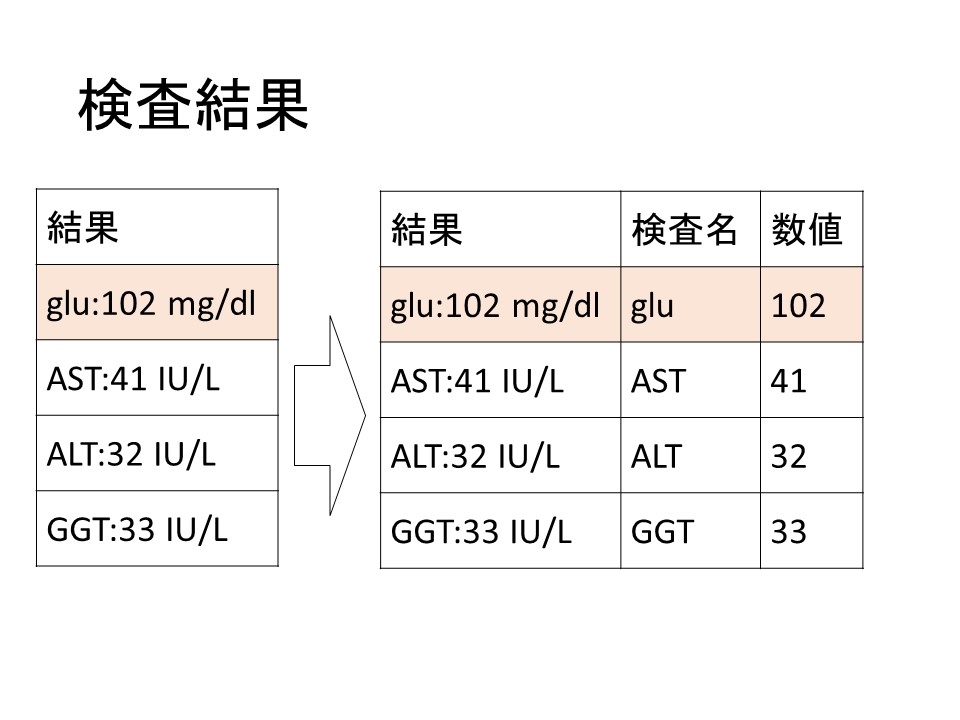 検査結果
結果
glu:102 mg/dl
AST:41 IU/L
ALT:32 IU/L
GGT:33 IU/L
結果 検査名 数値
glu:102 mg/dl glu 102
AST:41 IU/L AST 41
ALT:32 IU/L ALT 32
GGT:33 IU/L GGT 33